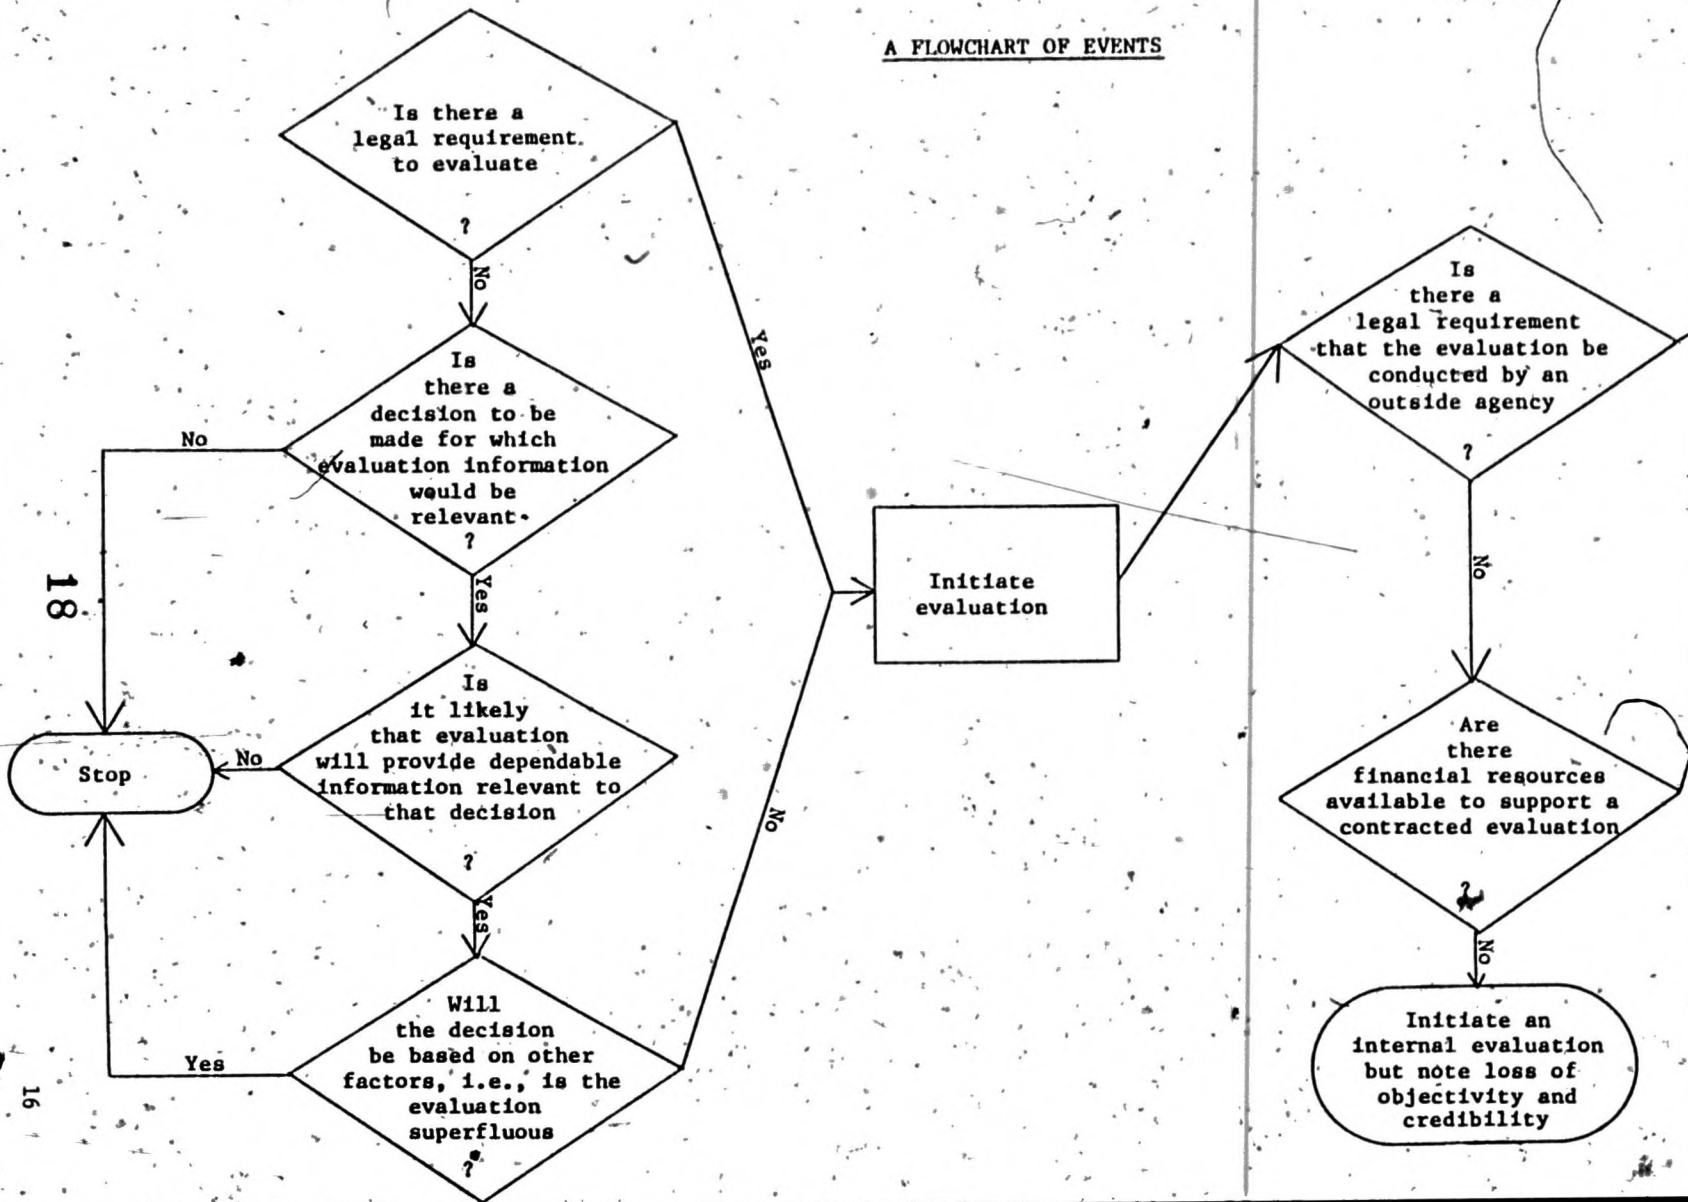 A FLOWCHART OF EVENTS
Is there a
legal requirement
to evaluate
?
No
Yes
Is
there a
decision to be
made for which
evaluation information
would be
relevant
?
No
Yes
Is
it likely
that evaluation
will provide dependable
information relevant to
that decision
?
No
Stop
Yes
Will
the decision
be based on other
factors, i.e., is the
evaluation
superfluous
?
Yes
No
Initiate
evaluation
Is
there a
legal requirement
that the evaluation be
conducted by an
outside agency
?
No
Are
there
financial resources
available to support a
contracted evaluation
?
No
Initiate an
internal evaluation
but note loss of
objectivity and
credibility
18
16